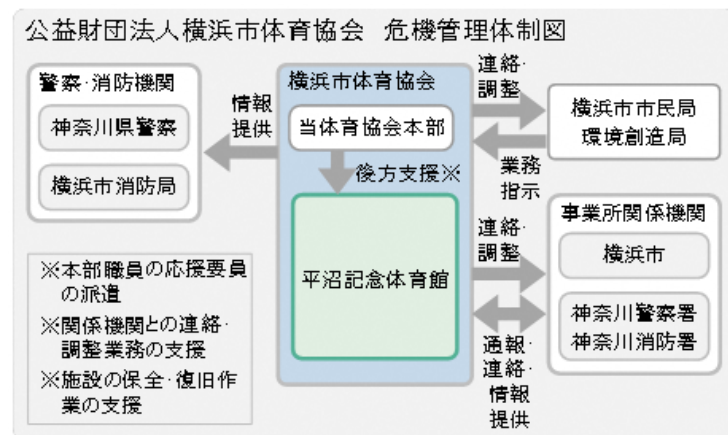 公益財団法人横浜市体育協会　危機管理体制図
警察・消防機関
神奈川県警察
横浜市消防局
情報
提供
横浜市体育協会
当体育協会本部
後方支援※
平沼記念体育館
連絡・
調整
業務
指示
横浜市市民局
環境創造局
事業所関係機関
横浜市
神奈川警察署
神奈川消防署
連絡・
調整
通報・
連絡・
情報
提供
※本部職員の応援要員
の派遣
※関係機関との連絡・
調整業務の支援
※施設の保全・復旧作
業の支援